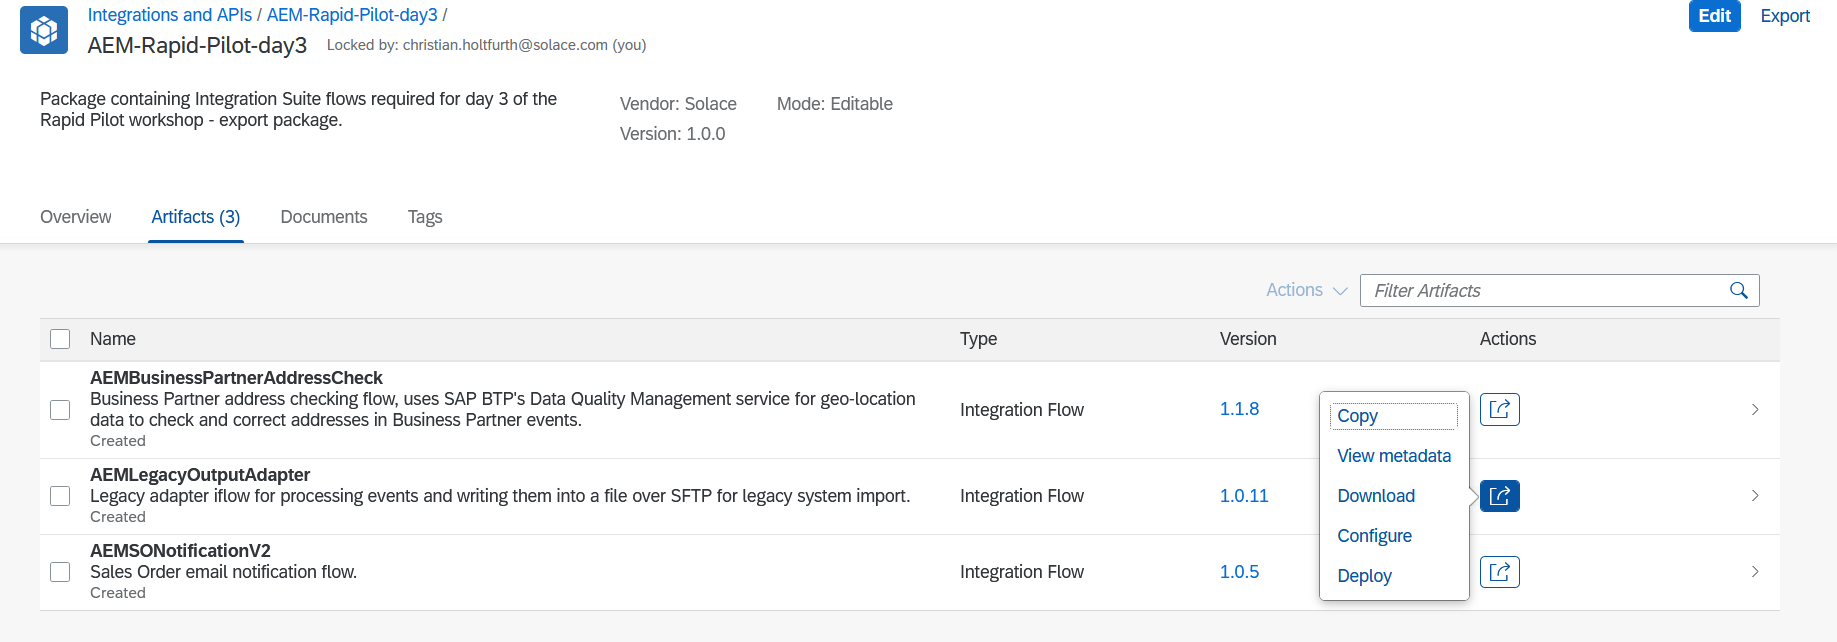 Integrations and APIs / AEM-Rapid-Pilot-day3 /
Edit
Export
AEM-Rapid-Pilot-day3
Locked by: christian.holtfurth@solace.com (you)
Package containing Integration Suite flows required for day 3 of the
Rapid Pilot workshop - export package.
Vendor: Solace
Mode: Editable
Version: 1.0.0
Overview
Artifacts (3)
Documents
Tags
Actions
Filter Artifacts
Name
Type
Version
Actions
AEMBusinessPartnerAddressCheck
Business Partner address checking flow, uses SAP BTP's Data Quality Management service for geo-location
data to check and correct addresses in Business Partner events.
Created
Integration Flow
1.1.8
AEMLegacyOutputAdapter
Legacy adapter iflow for processing events and writing them into a file over SFTP for legacy system import.
Created
Integration Flow
1.0.11
AEMSONotificationV2
Sales Order email notification flow.
Created
Integration Flow
1.0.5
Copy
View metadata
Download
Configure
Deploy